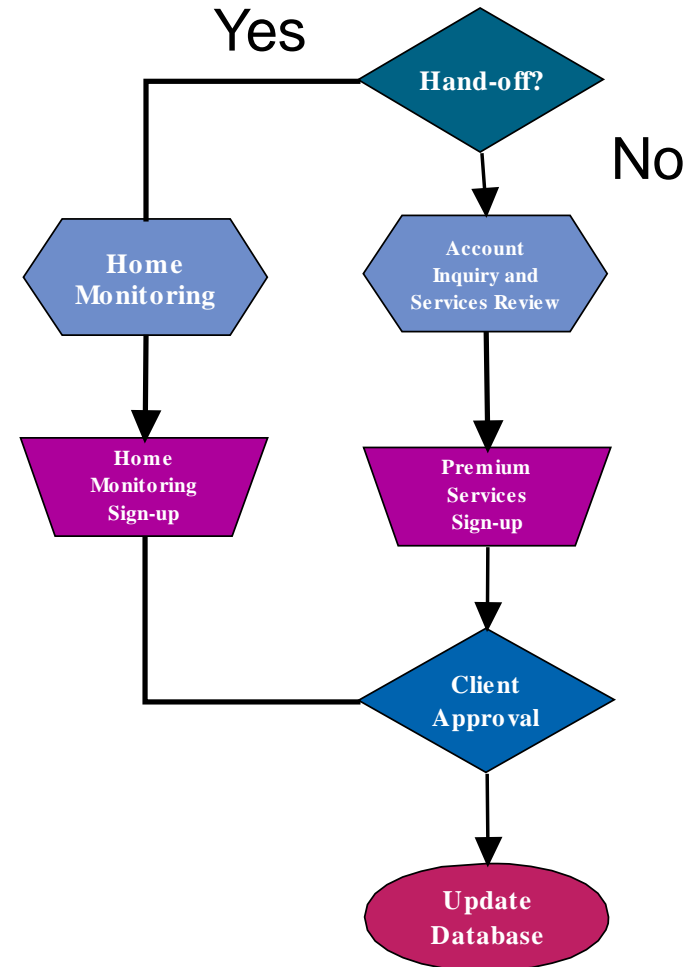 Yes
Hand-off?
No
Home
Monitoring
Account
Inquiry and
Services Review
Home
Monitoring
Sign-up
Premium
Services
Sign-up
Client
Approval
Update
Database